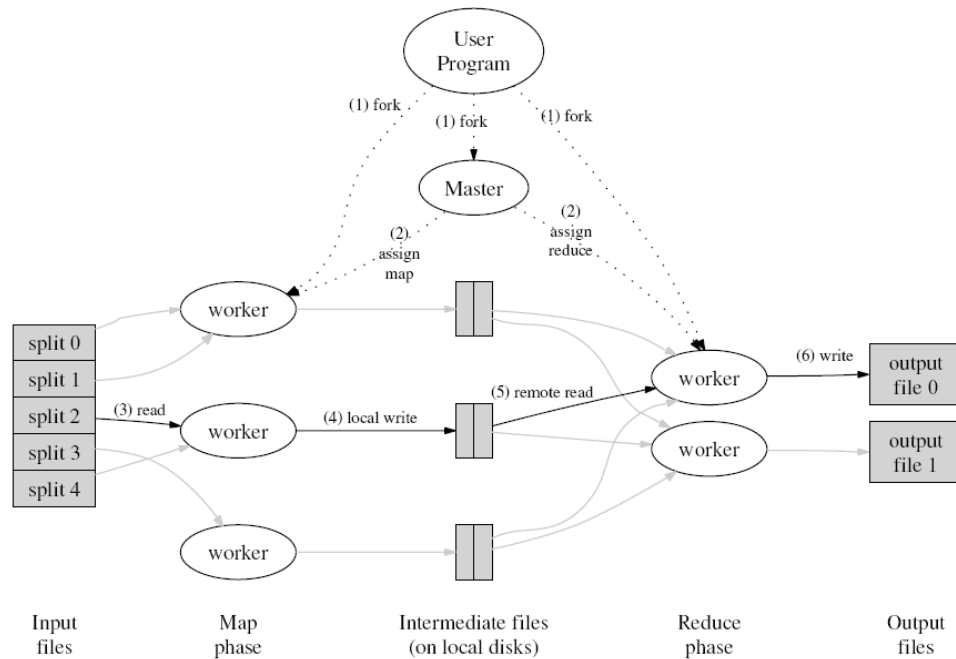 User
Program
(1) fork
(1) fork
(1) fork
Master
(2)
assign
map
(2)
assign
reduce
worker
split 0
split 1
split 2
split 3
split 4
(3) read
worker
(4) local write
(5) remote read
worker
(6) write
output
file 0
worker
output
file 1
worker
Input
files
Map
phase
Intermediate files
(on local disks)
Reduce
phase
Output
files